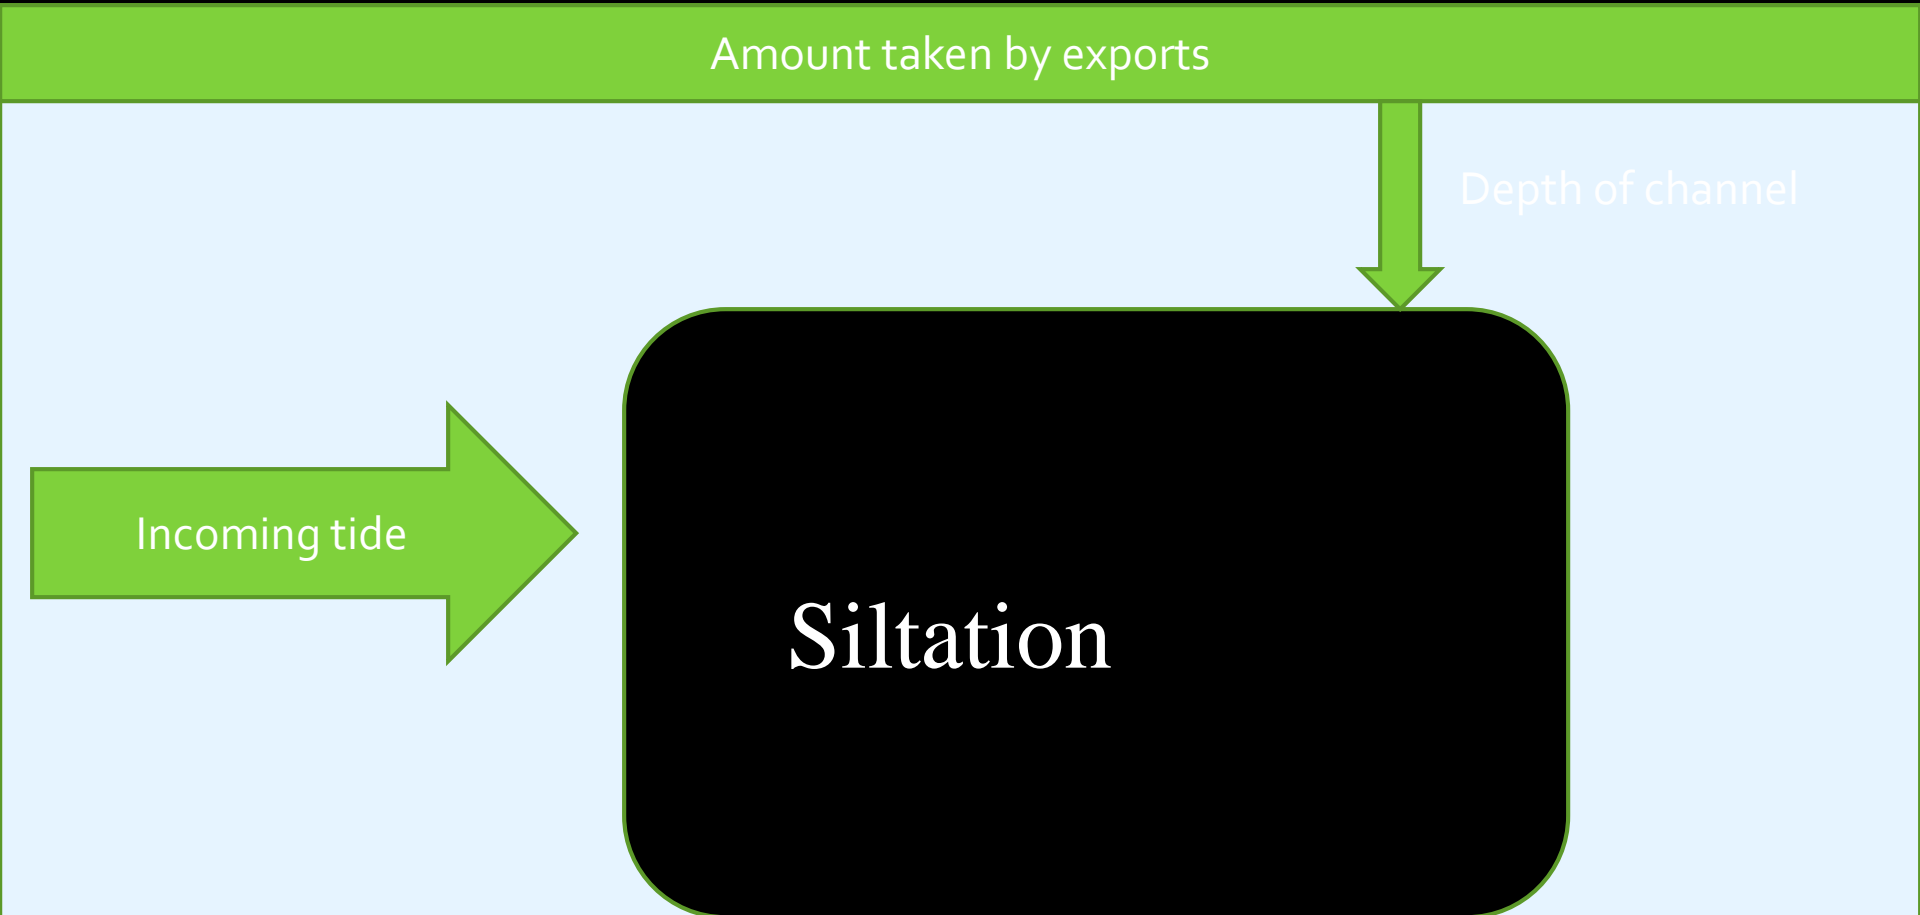 Amount taken by exports
Depth of channel
Incoming tide
Siltation